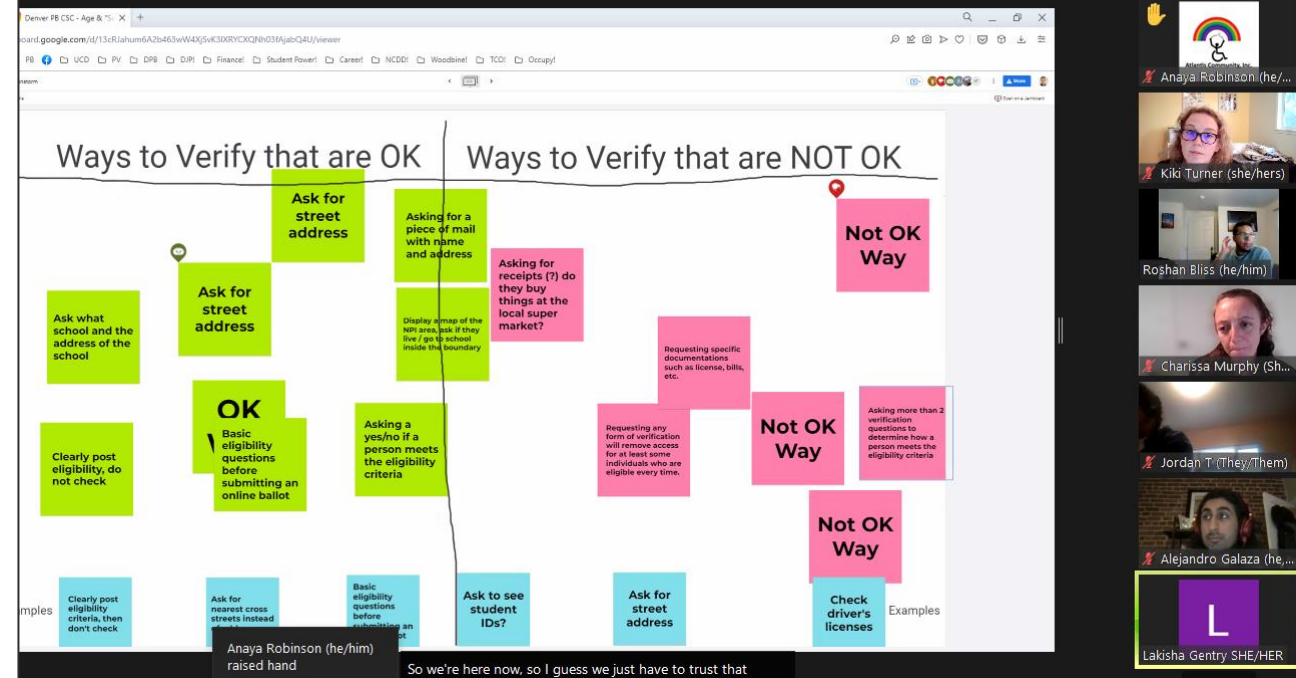 Denver PB CSC - Age & "S
oard.google.com/d/13cRJahum6A2b463wW4XjSvK3IXRYCXQNh03fAjabQ4U/viewer
PB
UCD
PV
DPB
DJP!
Finance!
Student Power!
Career!
NCDD!
Woodbine!
TCD!
Occupy!
Ways to Verify that are OK
Ways to Verify that are NOT OK
Ask for
street
address
Asking for a
piece of mail
with name
and address
Not OK
Way
Asking for
receipts (?) do
they buy
things at the
local super
market?
Ask for
street
address
Ask what
school and the
address of the
school
Display a map of the
NPI area, ask if they
live / go to school
inside the boundary
Requesting specific
documentations
such as license, bills,
etc.
OK
Basic
eligibility
questions
before
submitting an
online ballot
Asking a
yes/no if a
person meets
the eligibility
criteria
Clearly post
eligibility, do
not check
Requesting any
form of verification
will remove access
for at least some
individuals who are
eligible every time.
Not OK
Way
Asking more than 2
verification
questions to
determine how a
person meets the
eligibility criteria
Not OK
Way
mples
Clearly post
eligibility
criteria, then
don't check
Ask for
nearest cross
streets instead
Basic
eligibility
questions
before
submitting an
Ask to see
student
IDs?
Ask for
street
address
Check
driver's
licenses
Examples
Anaya Robinson (he/him)
raised hand
So we're here now, so I guess we just have to trust that
Atlantis Community, Inc.
Anaya Robinson (he/...
Kiki Turner (she/hers)
Roshan Bliss (he/him)
Charissa Murphy (Sh...
Jordan T (They/Them)
Alejandro Galaza (he,...
L
Lakisha Gentry SHE/HER